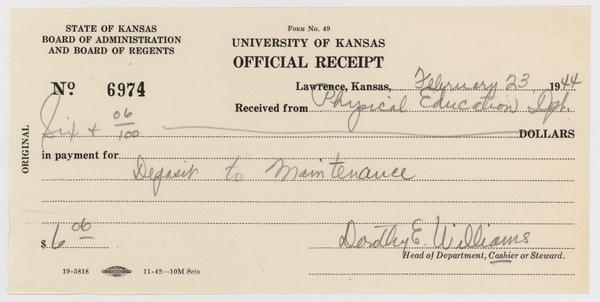 STATE OF KANSAS
BOARD OF ADMINISTRATION
AND BOARD OF REGENTS
Form No. 49
UNIVERSITY OF KANSAS
OFFICIAL RECEIPT
No 6974
Lawrence, Kansas, February 23 1944
Received from Physical Education Dpt.
Six + 06/100 DOLLARS
in payment for
Deposit to Maintenance
ORIGINAL
$ 6 06
Dorothy E. Williams
Head of Department, Cashier or Steward.
19-5818 11-42—10M Sets